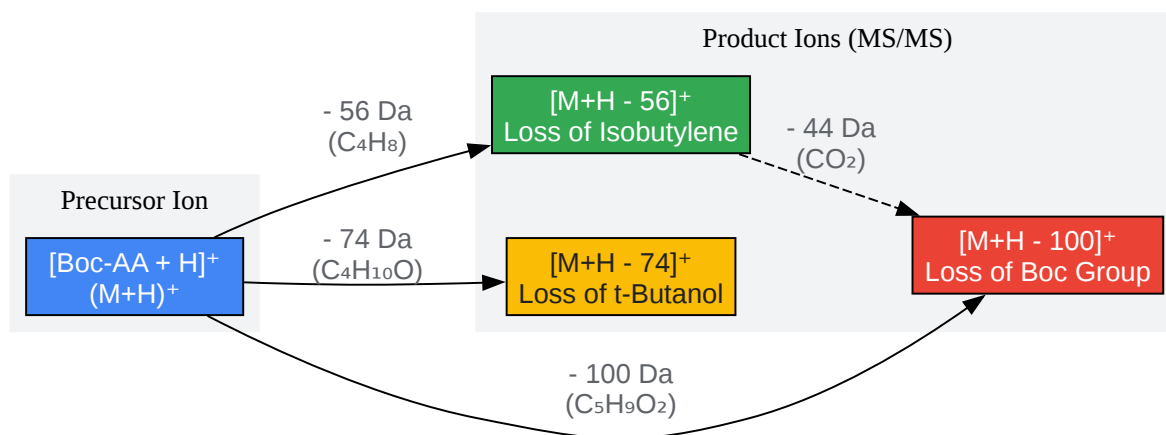 Product Ions (MS/MS)
[M+H - 56]⁺
Loss of Isobutylene
- 56 Da
(C₄H₈)
- 44 Da
(CO₂)
Precursor Ion
[Boc-AA + H]⁺
(M+H)⁺
- 74 Da
(C₄H₁₀O)
[M+H - 74]⁺
Loss of t-Butanol
[M+H - 100]⁺
Loss of Boc Group
- 100 Da
(C₅H₉O₂)